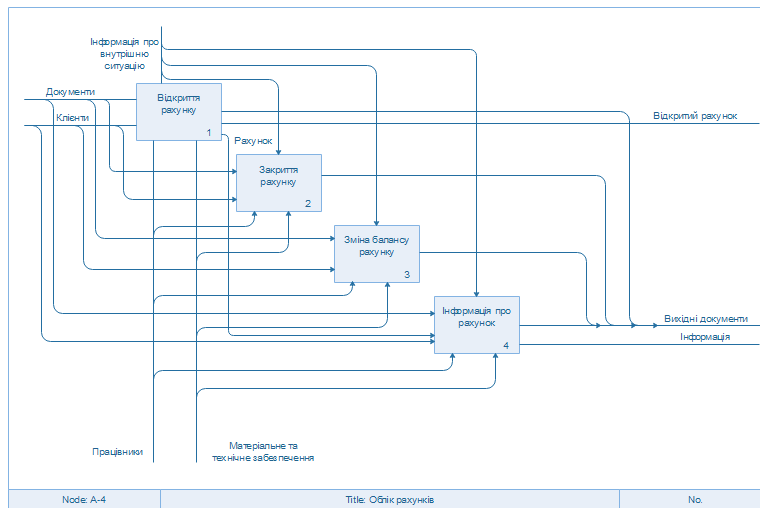 Інформація про
внутрішню
ситуацію
Документи
Клієнти
Відкриття
рахунку
1
Відкритий рахунок
Рахунок
Закриття
рахунку
2
Зміна балансу
рахунку
3
Інформація про
рахунок
4
Вихідні документи
Інформація
Працівники
Матеріальне та
технічне забезпечення
Node: A-4
Title: Облік рахунків
No.